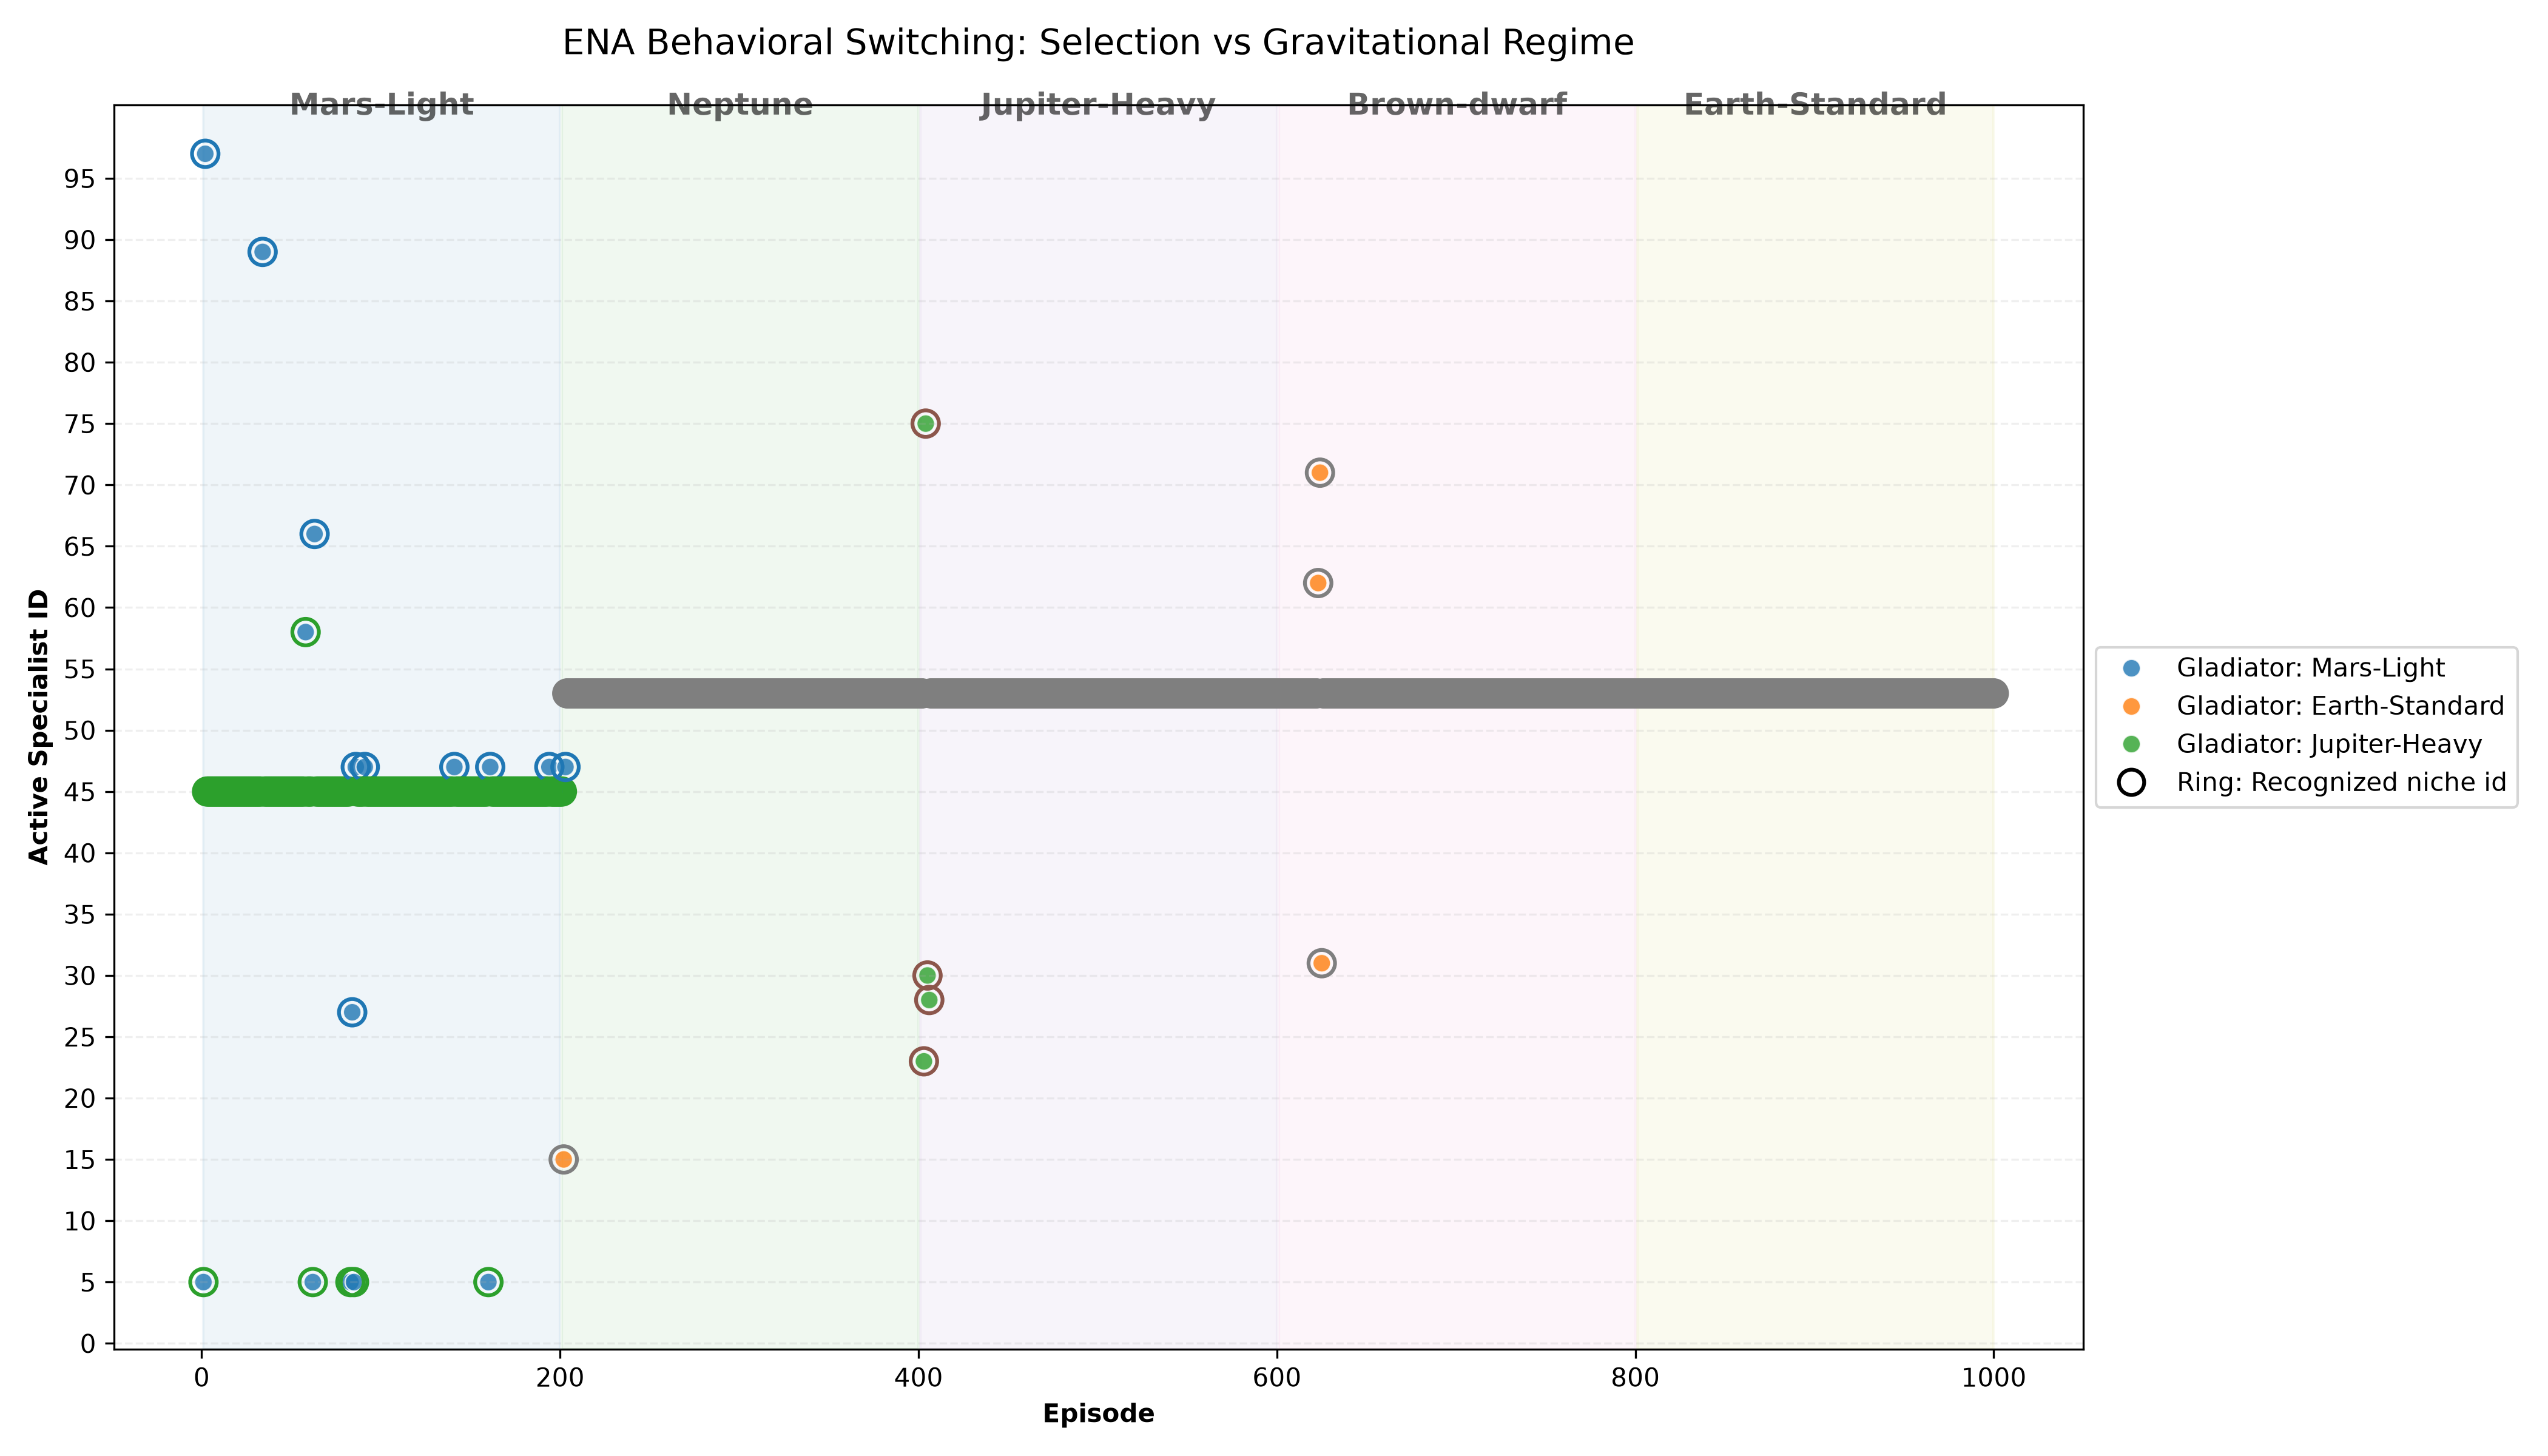 ENA Behavioral Switching: Selection vs Gravitational Regime
Mars-Light
Neptune
Jupiter-Heavy
Brown-dwarf
Earth-Standard
95
90
85
80
75
70
65
60
55
50
45
40
35
30
25
20
15
10
5
0
Active Specialist ID
0
200
400
600
800
1000
Episode
Gladiator: Mars-Light
Gladiator: Earth-Standard
Gladiator: Jupiter-Heavy
Ring: Recognized niche id